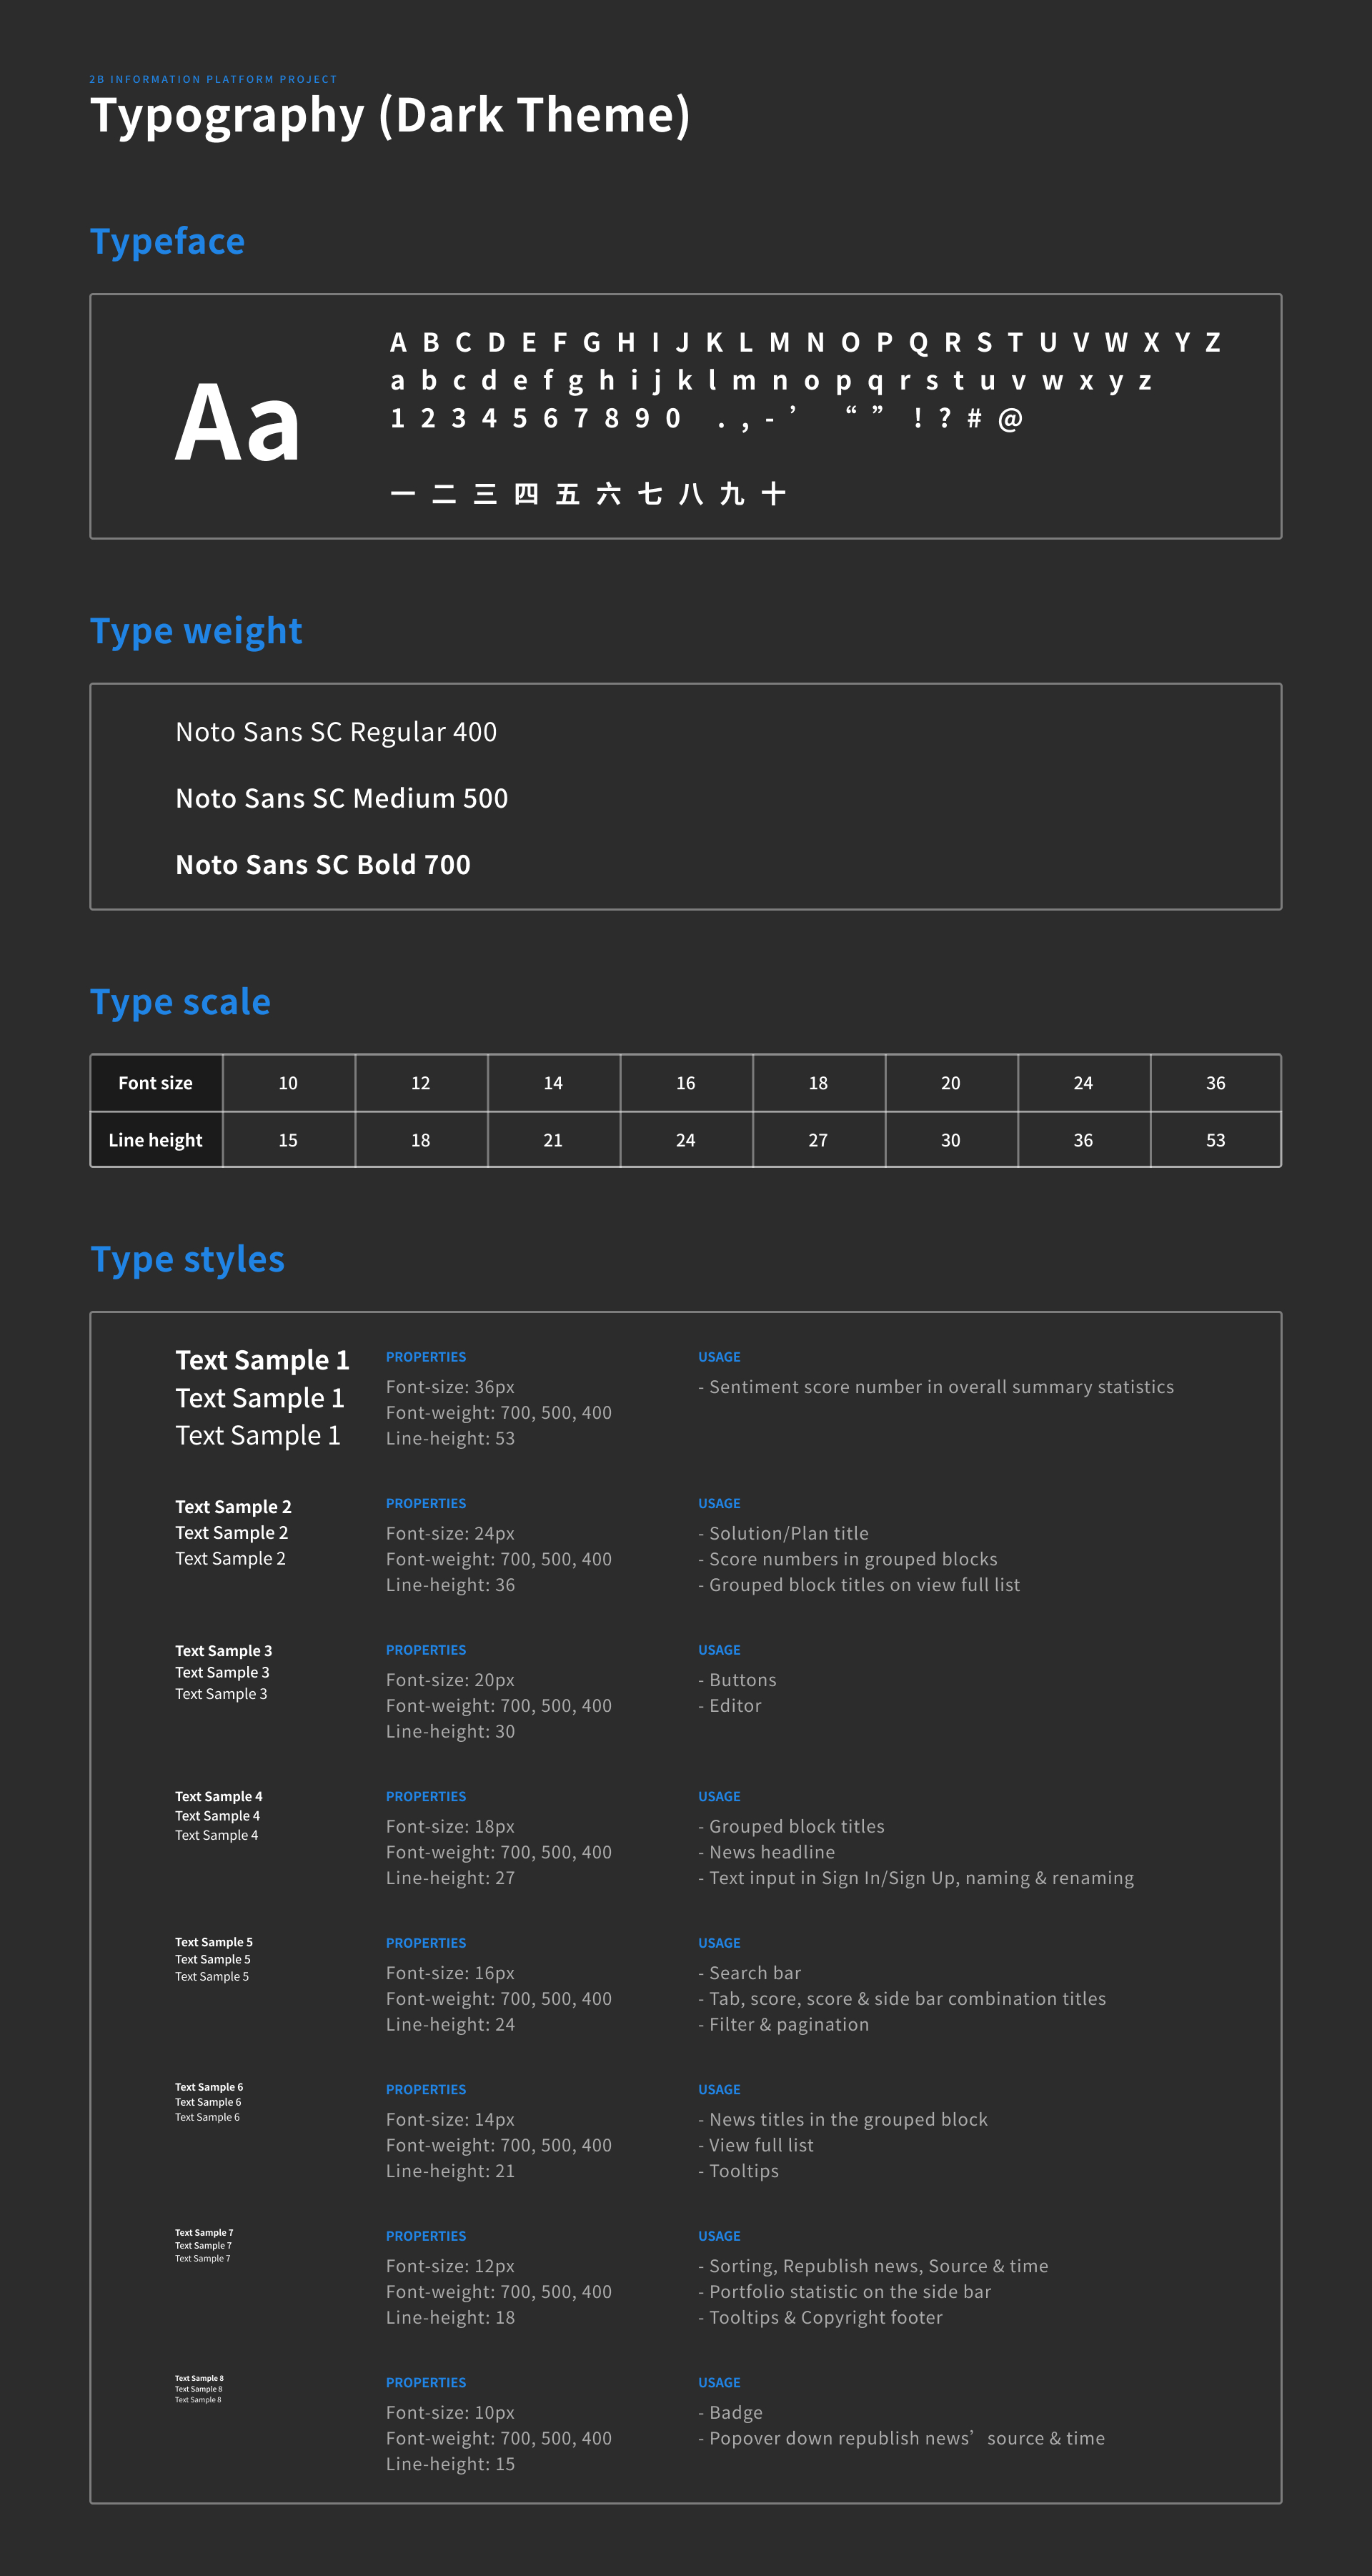 2B INFORMATION PLATFORM PROJECT
Typography (Dark Theme)
Typeface
Aa
A B C D E F G H I J K L M N O P Q R S T U V W X Y Z
a b c d e f g h i j k l m n o p q r s t u v w x y z
1 2 3 4 5 6 7 8 9 0 . , - ’ “ ” ! ? # @
一 二 三 四 五 六 七 八 九 十
Type weight
Noto Sans SC Regular 400
Noto Sans SC Medium 500
Noto Sans SC Bold 700
Type scale
Font size 10 12 14 16 18 20 24 36
Line height 15 18 21 24 27 30 36 53
Type styles
Text Sample 1
Text Sample 1
Text Sample 1
PROPERTIES
Font-size: 36px
Font-weight: 700, 500, 400
Line-height: 53
USAGE
- Sentiment score number in overall summary statistics
Text Sample 2
Text Sample 2
Text Sample 2
PROPERTIES
Font-size: 24px
Font-weight: 700, 500, 400
Line-height: 36
USAGE
- Solution/Plan title
- Score numbers in grouped blocks
- Grouped block titles on view full list
Text Sample 3
Text Sample 3
Text Sample 3
PROPERTIES
Font-size: 20px
Font-weight: 700, 500, 400
Line-height: 30
USAGE
- Buttons
- Editor
Text Sample 4
Text Sample 4
Text Sample 4
PROPERTIES
Font-size: 18px
Font-weight: 700, 500, 400
Line-height: 27
USAGE
- Grouped block titles
- News headline
- Text input in Sign In/Sign Up, naming & renaming
Text Sample 5
Text Sample 5
Text Sample 5
PROPERTIES
Font-size: 16px
Font-weight: 700, 500, 400
Line-height: 24
USAGE
- Search bar
- Tab, score, score & side bar combination titles
- Filter & pagination
Text Sample 6
Text Sample 6
Text Sample 6
PROPERTIES
Font-size: 14px
Font-weight: 700, 500, 400
Line-height: 21
USAGE
- News titles in the grouped block
- View full list
- Tooltips
Text Sample 7
Text Sample 7
Text Sample 7
PROPERTIES
Font-size: 12px
Font-weight: 700, 500, 400
Line-height: 18
USAGE
- Sorting, Republish news, Source & time
- Portfolio statistic on the side bar
- Tooltips & Copyright footer
Text Sample 8
Text Sample 8
Text Sample 8
PROPERTIES
Font-size: 10px
Font-weight: 700, 500, 400
Line-height: 15
USAGE
- Badge
- Popover down republish news’ source & time